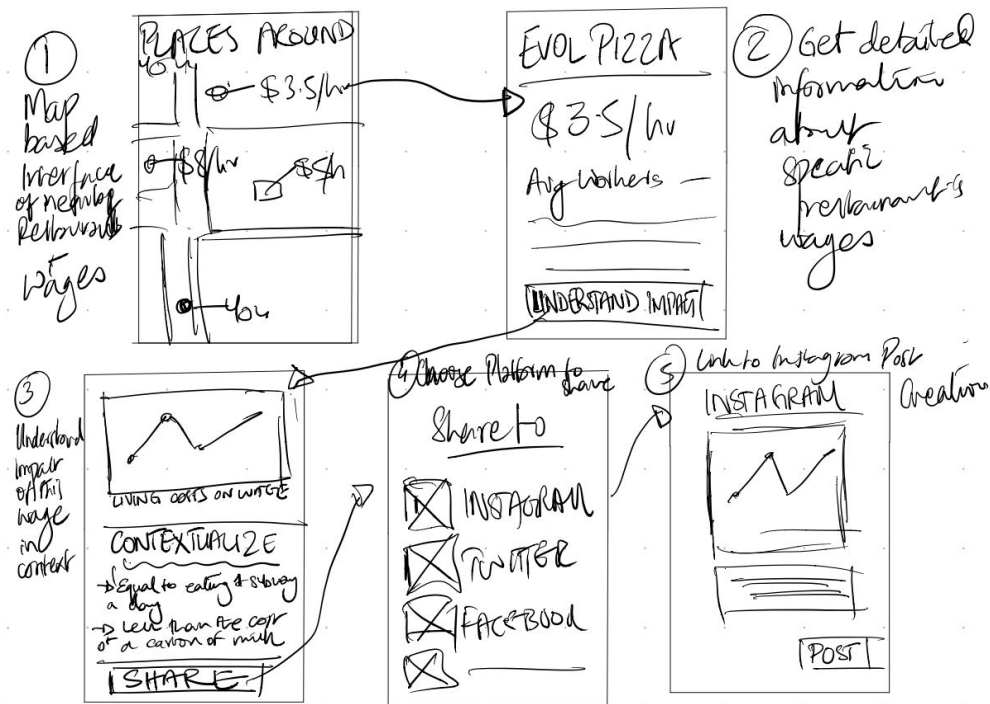 1
Map
based
Interface
of nearby
Restaurants
wages
PLACES AROUND
YOU
$3.5/hr
$8/hr
$5/h
You
EVOL PIZZA
$3.5/hr
Avg Workers —
UNDERSTAND IMPACT
2 Get detailed
information
about
specific
restaurant's
wages
3
Understand
impact
of this
wage
in
context
LIVING COSTS ON WAGE
CONTEXTUALIZE
→ Equal to eating 1 subway
a day
→ Less than the cost
of a carton of milk
SHARE
4 Choose Platform to
share
Share to
INSTAGRAM
TWITTER
FACEBOOK
5 Link to Instagram Post
Creation
INSTAGRAM
POST